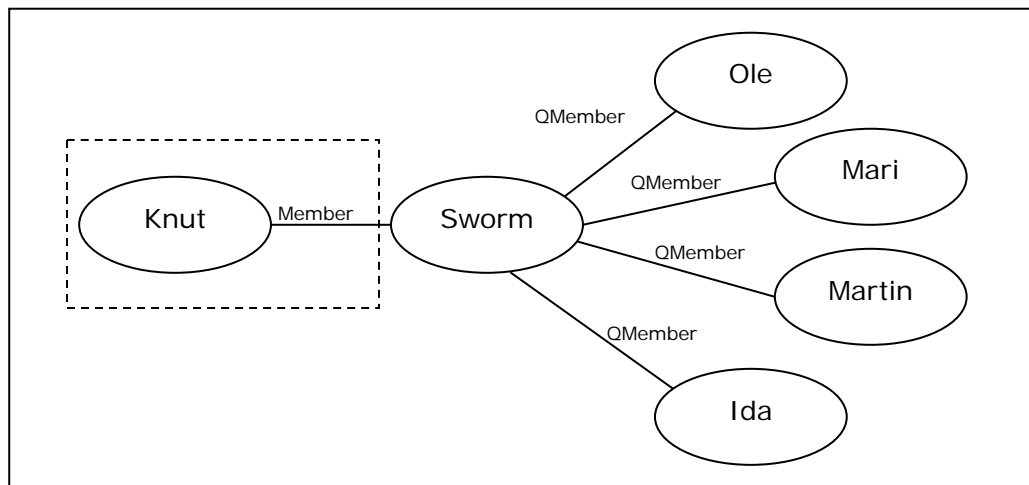 Ole
QMember
Mari
QMember
Knut
Member
Sworm
QMember
Martin
QMember
Ida